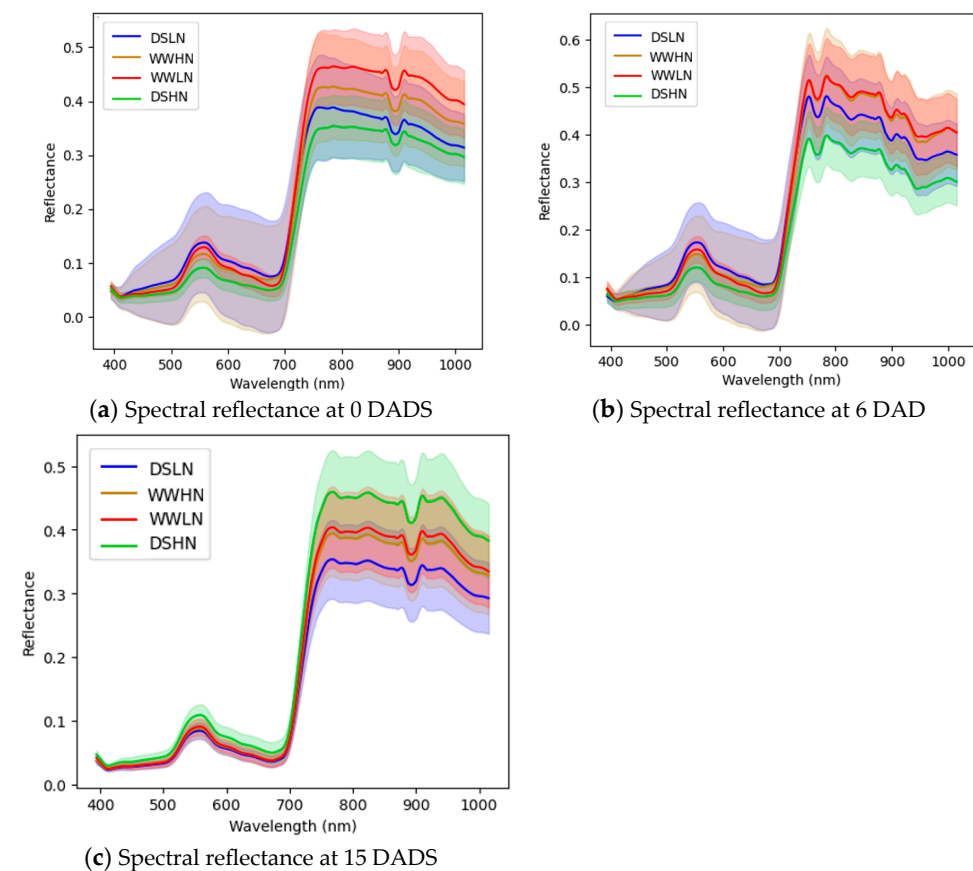 DSLN
WWHN
WWLN
DSHN
0.5
0.4
0.3
0.2
0.1
0.0
Reflectance
400 500 600 700 800 900 1000
Wavelength (nm)
(a) Spectral reflectance at 0 DADS
DSLN
WWHN
WWLN
DSHN
0.6
0.5
0.4
0.3
0.2
0.1
0.0
Reflectance
400 500 600 700 800 900 1000
Wavelength (nm)
(b) Spectral reflectance at 6 DAD
DSLN
WWHN
WWLN
DSHN
0.5
0.4
0.3
0.2
0.1
0.0
Reflectance
400 500 600 700 800 900 1000
Wavelength (nm)
(c) Spectral reflectance at 15 DADS